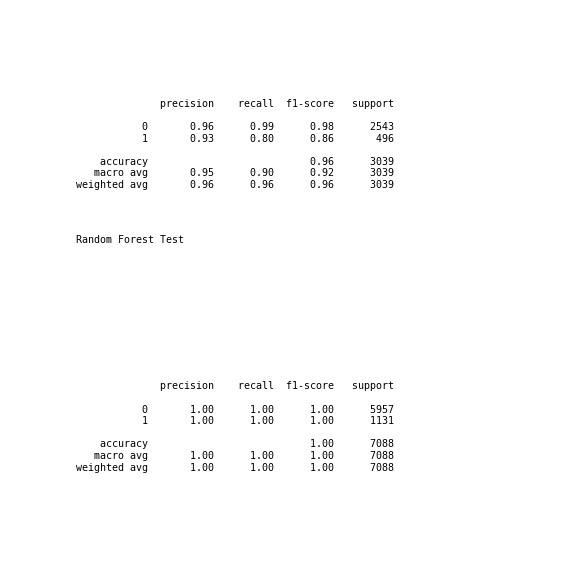 precision recall f1-score support
0 0.96 0.99 0.98 2543
1 0.93 0.80 0.86 496
accuracy 0.96 3039
macro avg 0.95 0.90 0.92 3039
weighted avg 0.96 0.96 0.96 3039
Random Forest Test
precision recall f1-score support
0 1.00 1.00 1.00 5957
1 1.00 1.00 1.00 1131
accuracy 1.00 7088
macro avg 1.00 1.00 1.00 7088
weighted avg 1.00 1.00 1.00 7088